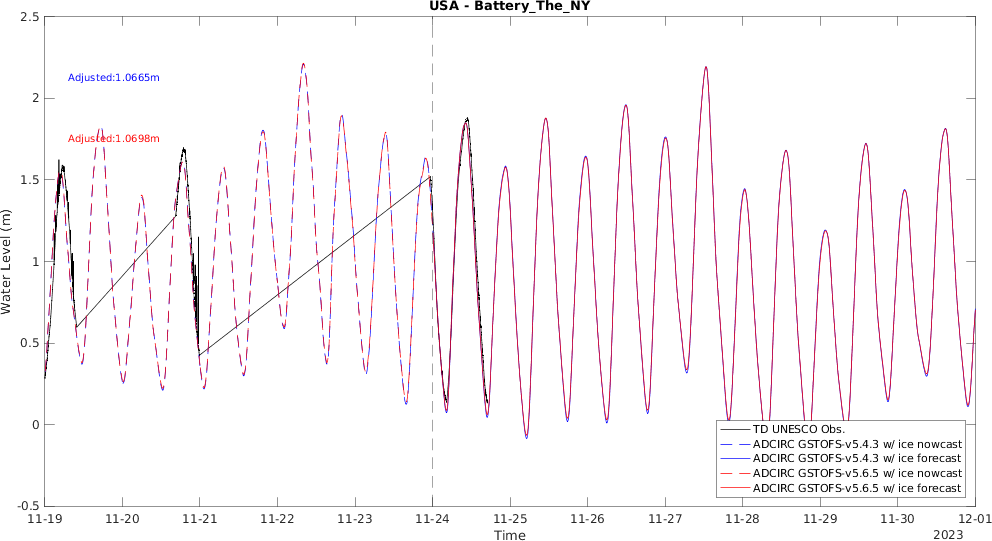 USA - Battery_The_NY
2.5
2
1.5
1
0.5
0
-0.5
Water Level (m)
Adjusted:1.0665m
Adjusted:1.0698m
TD UNESCO Obs.
ADCIRC GSTOFS-v5.4.3 w/ ice nowcast
ADCIRC GSTOFS-v5.4.3 w/ ice forecast
ADCIRC GSTOFS-v5.6.5 w/ ice nowcast
ADCIRC GSTOFS-v5.6.5 w/ ice forecast
11-19 11-20 11-21 11-22 11-23 11-24 11-25 11-26 11-27 11-28 11-29 11-30 12-01
Time
2023